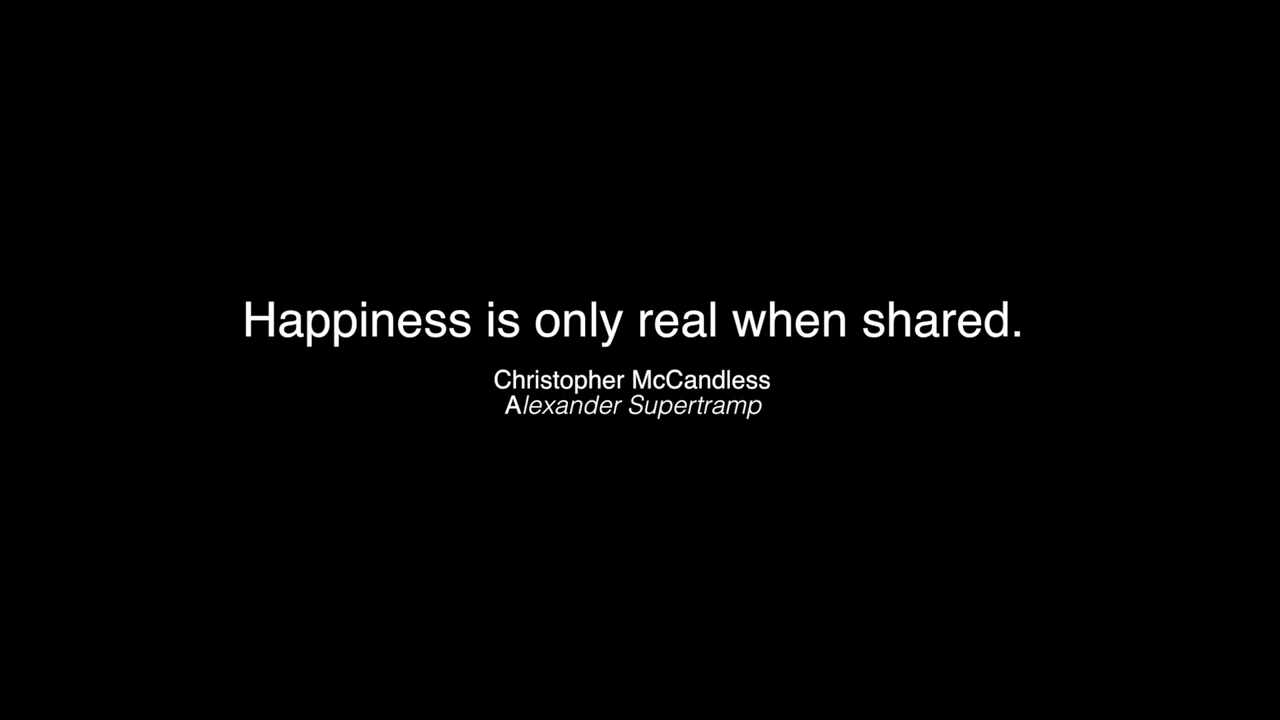 Happiness is only real when shared.
Christopher McCandless
Alexander Supertramp